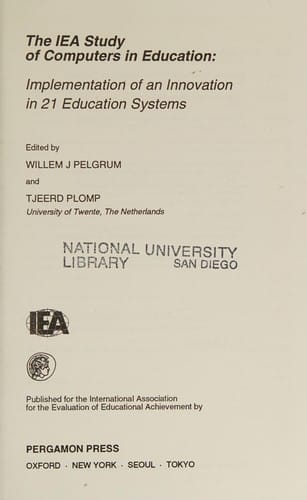 The IEA Study
of Computers in Education:
Implementation of an Innovation
in 21 Education Systems
Edited by
WILLEM J PELGRUM
and
TJEERD PLOMP
University of Twente, The Netherlands
NATIONAL UNIVERSITY
LIBRARY SAN DIEGO
IEA
Published for the International Association
for the Evaluation of Educational Achievement by
PERGAMON PRESS
OXFORD · NEW YORK · SEOUL · TOKYO